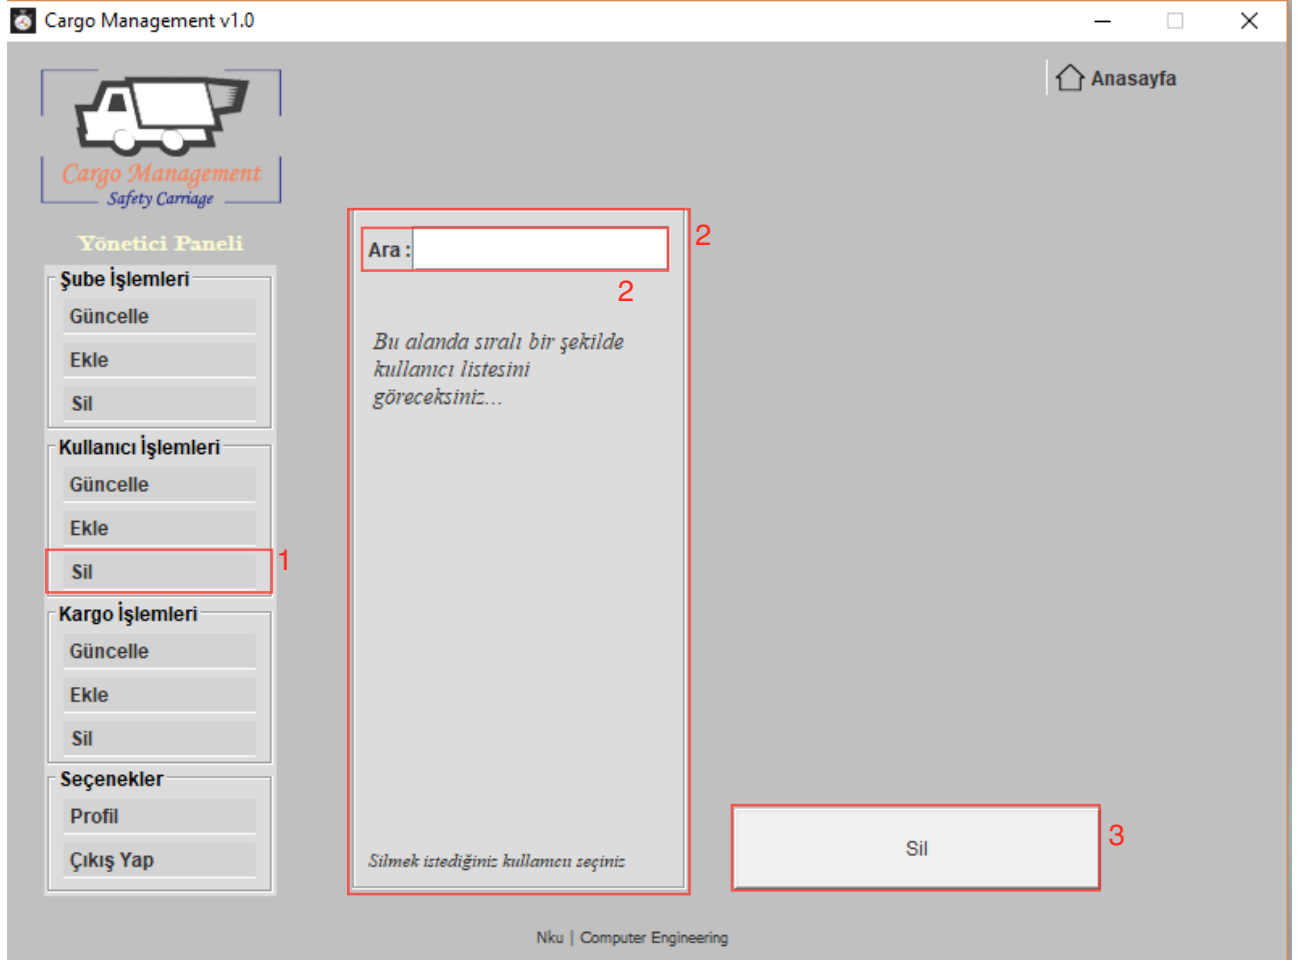 Cargo Management v1.0
Anasayfa
Cargo Management
Safety Carriage
Yönetici Paneli
Şube İşlemleri
Güncelle
Ekle
Sil
Kullanıcı İşlemleri
Güncelle
Ekle
Sil
1
Kargo İşlemleri
Güncelle
Ekle
Sil
Seçenekler
Profil
Çıkış Yap
Ara :
2
2
Bu alanda sıralı bir şekilde
kullanıcı listesini
göreceksiniz...
Silmek istediğiniz kullanıcıı seçiniz
Sil
3
Nku | Computer Engineering